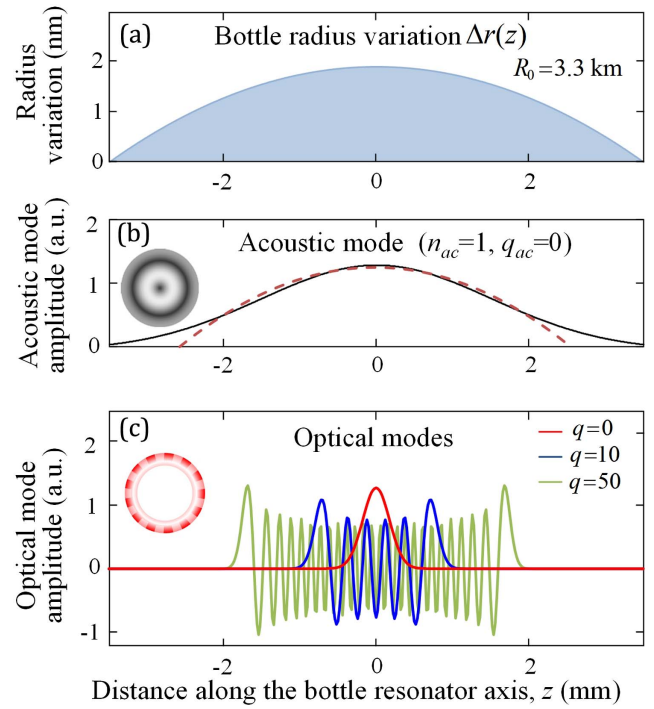 (a)
Bottle radius variation Δr(z)
R₀ =3.3 km
Radius
variation (nm)
2
1
0
-2
0
2
(b)
Acoustic mode (nₐc=1, qₐc=0)
Acoustic mode
amplitude (a.u.)
2
1
0
-2
0
2
(c)
Optical modes
q=0
q=10
q=50
Optical mode
amplitude (a.u.)
2
1
0
-1
-2
0
2
Distance along the bottle resonator axis, z (mm)